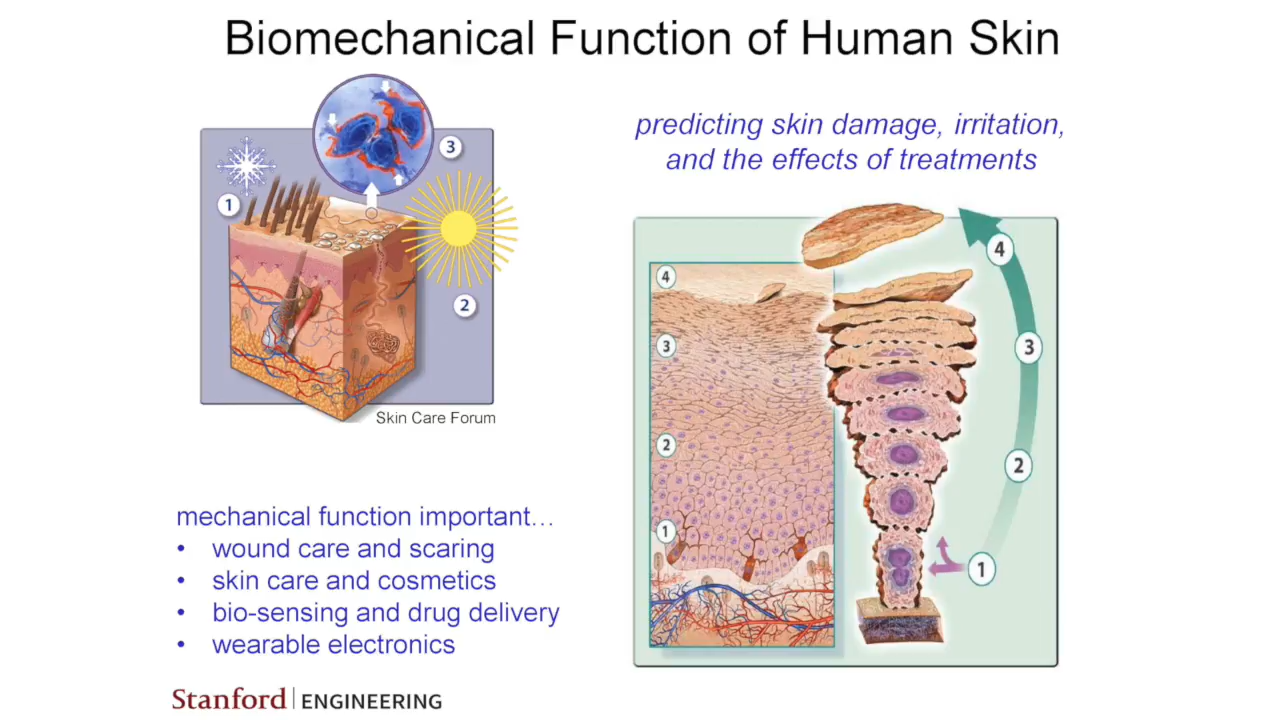 Biomechanical Function of Human Skin
3
1
2
Skin Care Forum
mechanical function important…
• wound care and scaring
• skin care and cosmetics
• bio-sensing and drug delivery
• wearable electronics
predicting skin damage, irritation,
and the effects of treatments
4
3
2
1
4
3
2
1
Stanford | ENGINEERING